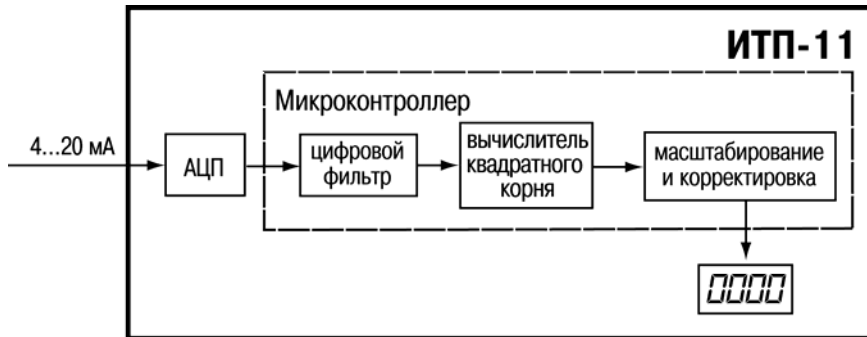 ИТП-11
Микроконтроллер
4...20 мА
АЦП
цифровой
фильтр
вычислитель
квадратного
корня
масштабирование
и корректировка
0000